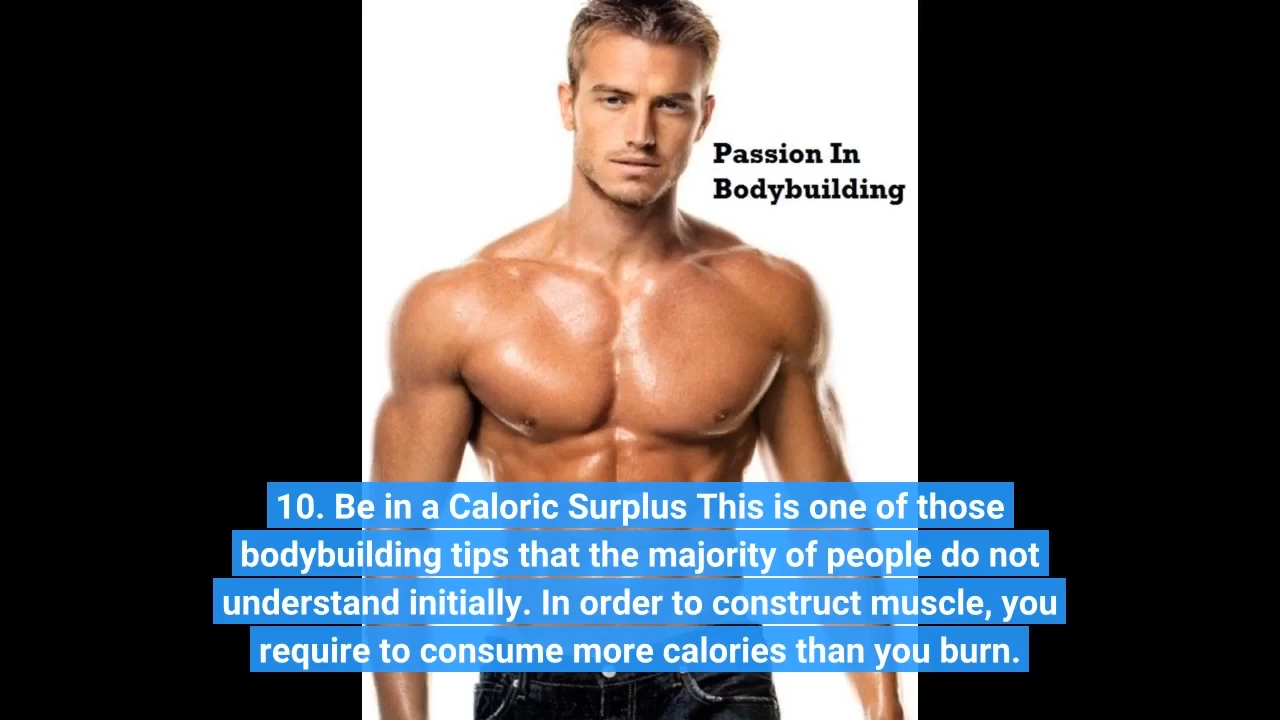 Passion In
Bodybuilding
10. Be in a Caloric Surplus This is one of those
bodybuilding tips that the majority of people do not
understand initially. In order to construct muscle, you
require to consume more calories than you burn.